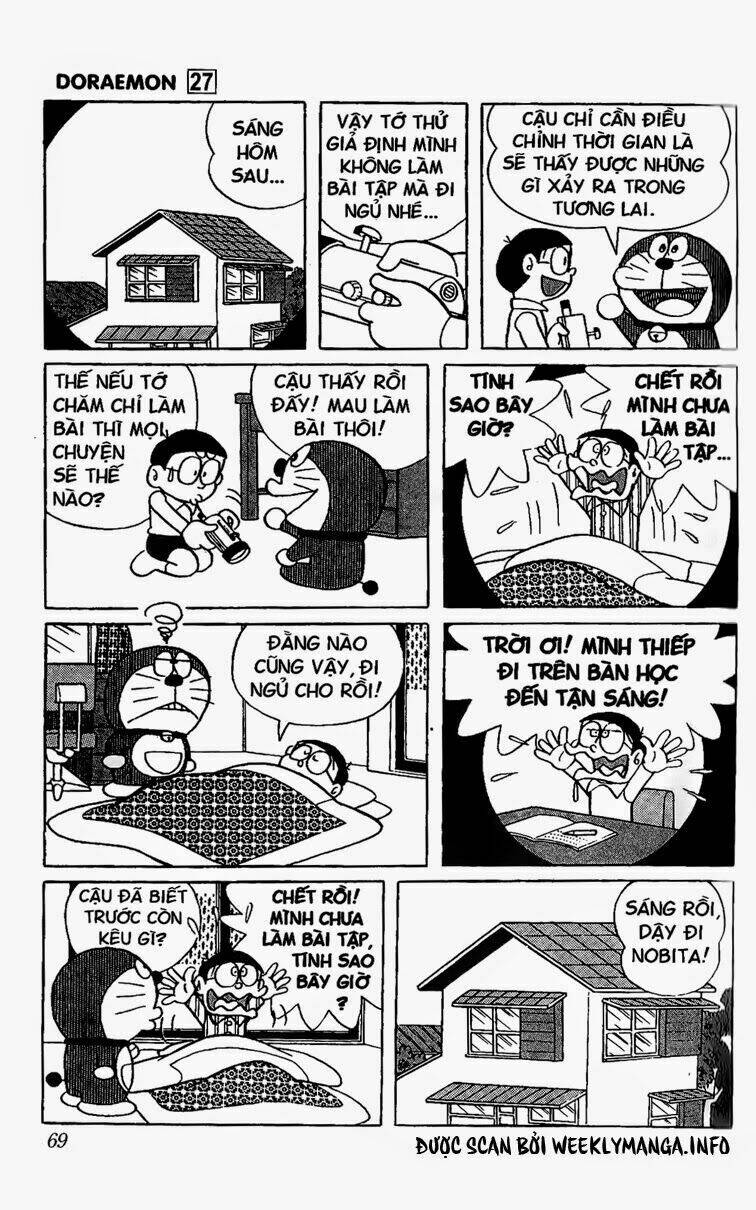 DORAEMON 27
CẬU CHỈ CẦN ĐIỀU
CHỈNH THỜI GIAN LÀ
SẼ THẤY ĐƯỢC NHỮNG
GÌ XẢY RA TRONG
TƯƠNG LAI.
VẬY TỚ THỬ
GIẢ ĐỊNH MÌNH
KHÔNG LÀM
BÀI TẬP MÀ ĐI
NGỦ NHÉ...
SÁNG
HÔM
SAU...
CHẾT RỒI
MÌNH CHƯA
LÀM BÀI
TẬP...
TÍNH
SAO BÂY
GIỜ?
CẬU THẤY RỒI
ĐẤY! MAU LÀM
BÀI THÔI!
THẾ NẾU TỚ
CHĂM CHỈ LÀM
BÀI THÌ MỌI
CHUYỆN
SẼ THẾ
NÀO?
TRỜI ƠI! MÌNH THIẾP
ĐI TRÊN BÀN HỌC
ĐẾN TẬN SÁNG!
ĐẰNG NÀO
CŨNG VẬY, ĐI
NGỦ CHO RỒI!
SÁNG RỒI,
DẬY ĐI
NOBITA!
CHẾT RỒI!
MÌNH CHƯA
LÀM BÀI TẬP,
TÍNH SAO
BÂY GIỜ
?
CẬU ĐÃ BIẾT
TRƯỚC CÒN
KÊU GÌ?
69
ĐƯỢC SCAN BỞI WEEKLYMANGA.INFO